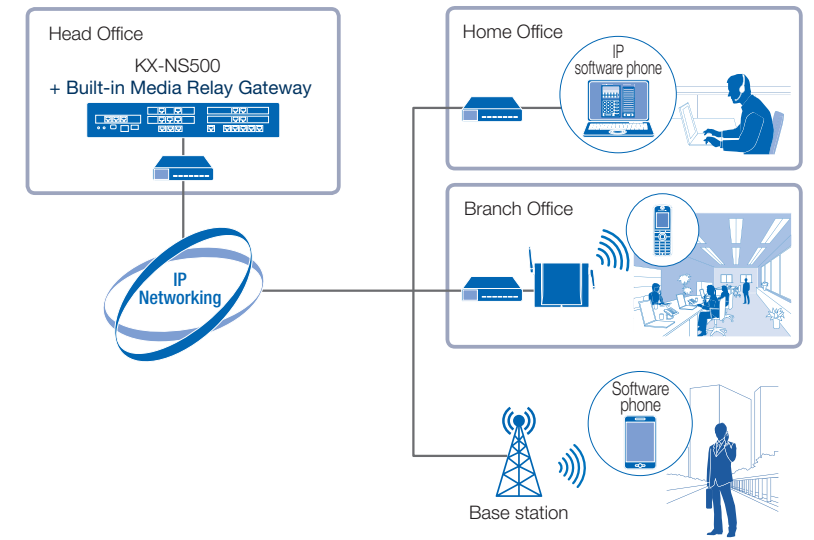 Head Office
KX-NS500
+ Built-in Media Relay Gateway
IP
Networking
Home Office
IP
software phone
Branch Office
Software
phone
Base station